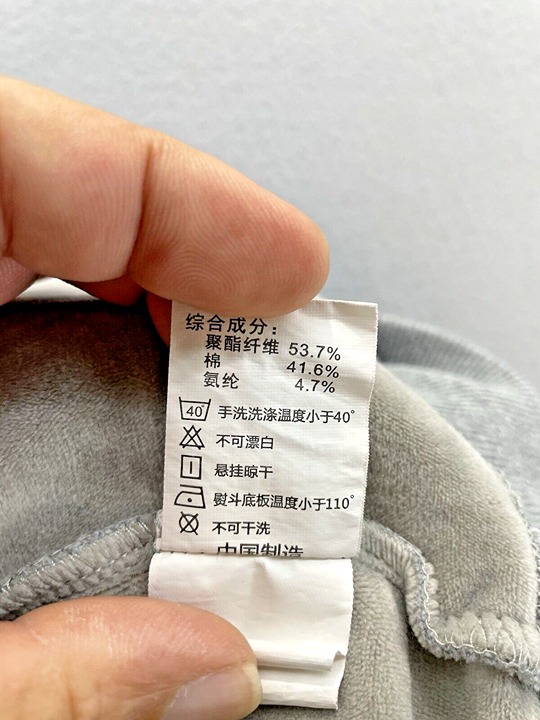 综合成分：
聚酯纤维 53.7%
棉 41.6%
氨纶 4.7%
40° 手洗洗涤温度小于40°
不可漂白
悬挂晾干
熨斗底板温度小于110°
不可干洗
中国制造